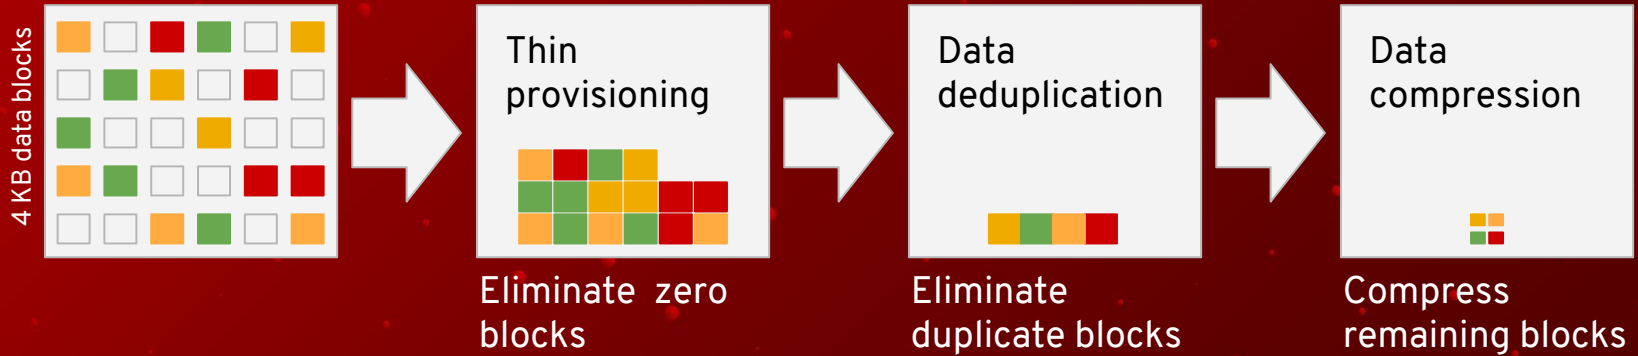 4 KB data blocks
Thin
provisioning
Eliminate zero
blocks
Data
deduplication
Eliminate
duplicate blocks
Data
compression
Compress
remaining blocks